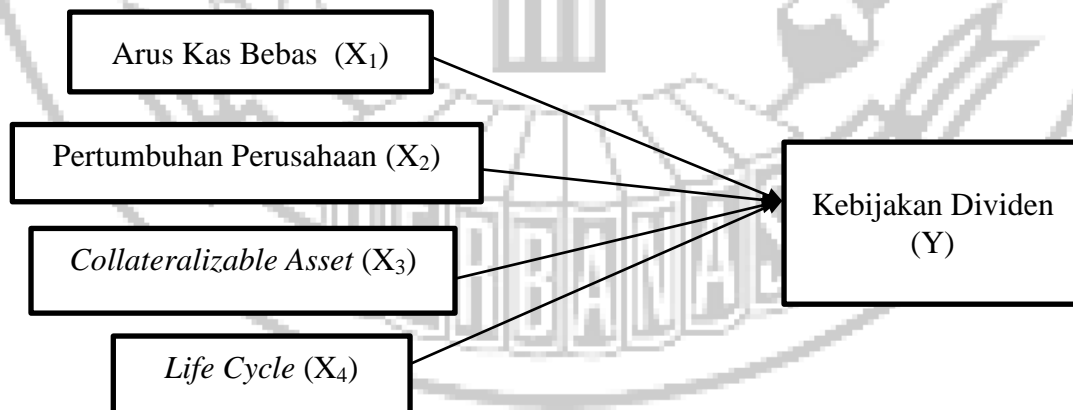 Arus Kas Bebas (X₁)
Pertumbuhan Perusahaan (X₂)
Collateralizable Asset (X₃)
Life Cycle (X₄)
Kebijakan Dividen
(Y)